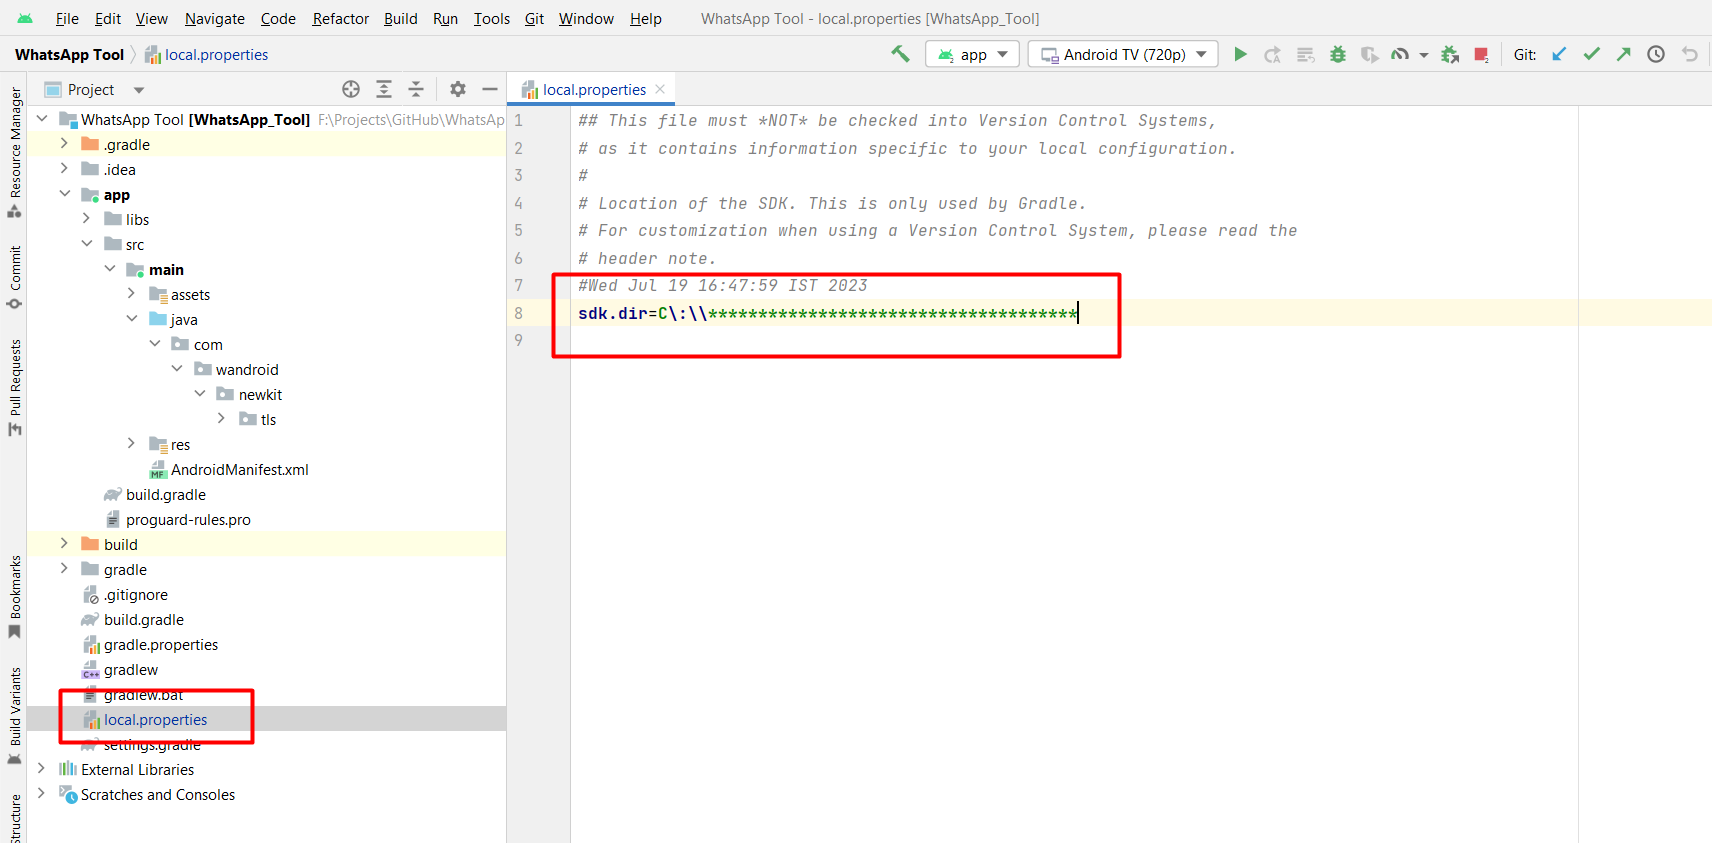 File Edit View Navigate Code Refactor Build Run Tools Git Window Help WhatsApp Tool - local.properties [WhatsApp_Tool]
WhatsApp Tool local.properties app Android TV (720p) Git:
Project
local.properties
Resource Manager
Commit
Pull Requests
Bookmarks
Build Variants
Structure
WhatsApp Tool [WhatsApp_Tool] F:\Projects\GitHub\WhatsAp
.gradle
.idea
app
libs
src
main
assets
java
com
wandroid
newkit
tls
res
AndroidManifest.xml
build.gradle
proguard-rules.pro
build
gradle
.gitignore
build.gradle
gradle.properties
gradlew
gradlew.bat
local.properties
settings.gradle
External Libraries
Scratches and Consoles
1 ## This file must *NOT* be checked into Version Control Systems,
2 # as it contains information specific to your local configuration.
3 #
4 # Location of the SDK. This is only used by Gradle.
5 # For customization when using a Version Control System, please read the
6 # header note.
7 #Wed Jul 19 16:47:59 IST 2023
8 sdk.dir=C\:\\*************************************
9